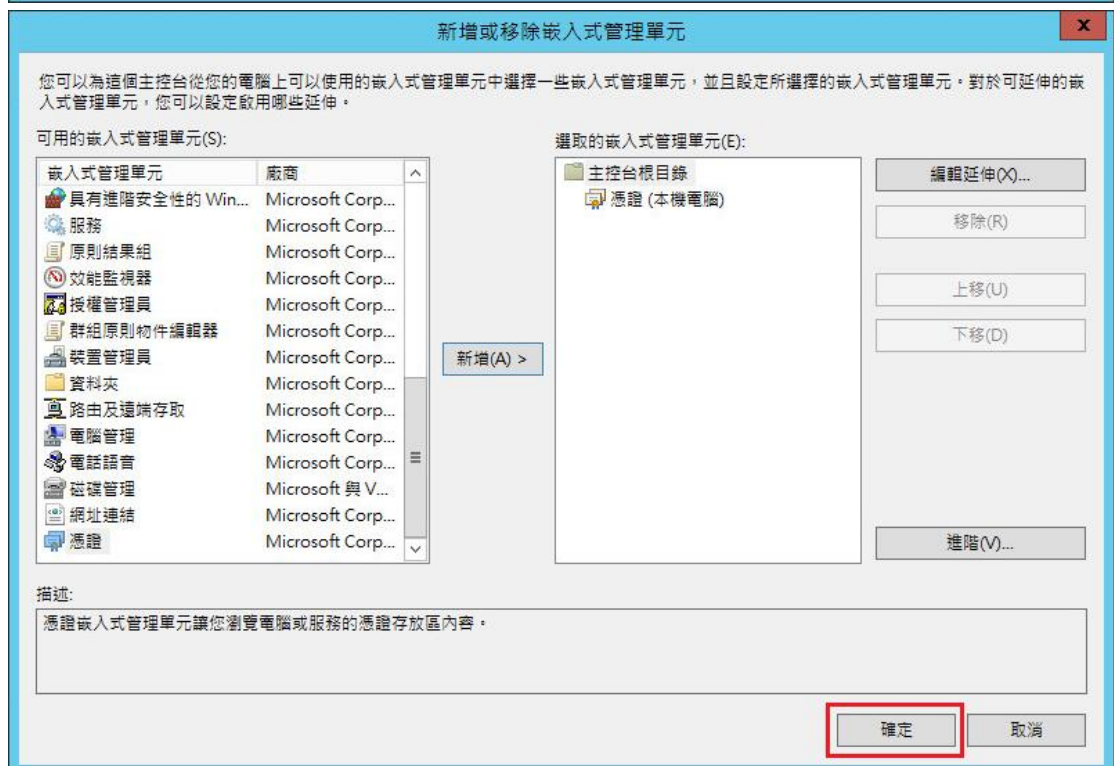 新增或移除嵌入式管理單元
x
您可以為這個主控台從您的電腦上可以使用的嵌入式管理單元中選擇一些嵌入式管理單元，並且設定所選擇的嵌入式管理單元。對於可延伸的嵌
入式管理單元，您可以設定啟用哪些延伸。
可用的嵌入式管理單元(S):
嵌入式管理單元 廠商
具有進階安全性的 Win... Microsoft Corp...
服務 Microsoft Corp...
原則結果組 Microsoft Corp...
效能監視器 Microsoft Corp...
授權管理員 Microsoft Corp...
群組原則物件編輯器 Microsoft Corp...
裝置管理員 Microsoft Corp...
資料夾 Microsoft Corp...
路由及遠端存取 Microsoft Corp...
電腦管理 Microsoft Corp...
電話語音 Microsoft Corp...
磁碟管理 Microsoft 與 V...
網址連結 Microsoft Corp...
憑證 Microsoft Corp...
新增(A) >
選取的嵌入式管理單元(E):
主控台根目錄
憑證 (本機電腦)
編輯延伸(X)...
移除(R)
上移(U)
下移(D)
進階(V)...
描述:
憑證嵌入式管理單元讓您瀏覽電腦或服務的憑證存放區內容。
確定
取消